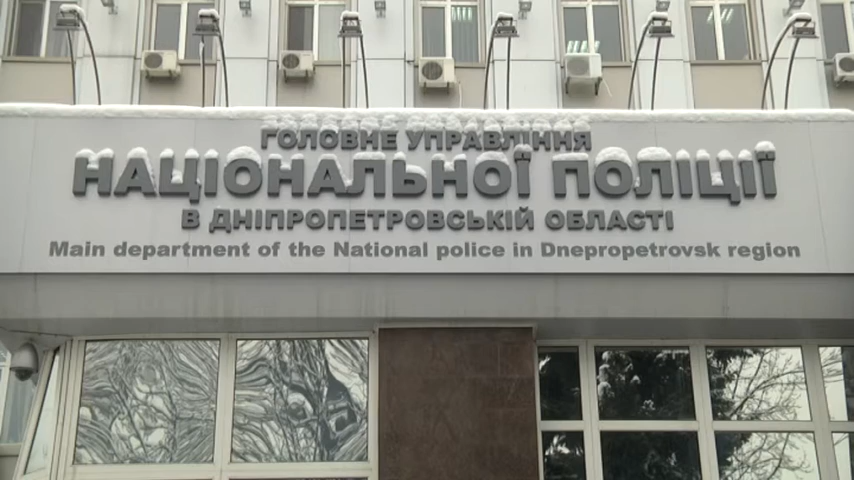 ГОЛОВНЕ УПРАВЛІННЯ
НАЦІОНАЛЬНОЇ ПОЛІЦІЇ
В ДНІПРОПЕТРОВСЬКІЙ ОБЛАСТІ
Main department of the National police in Dnepropetrovsk region